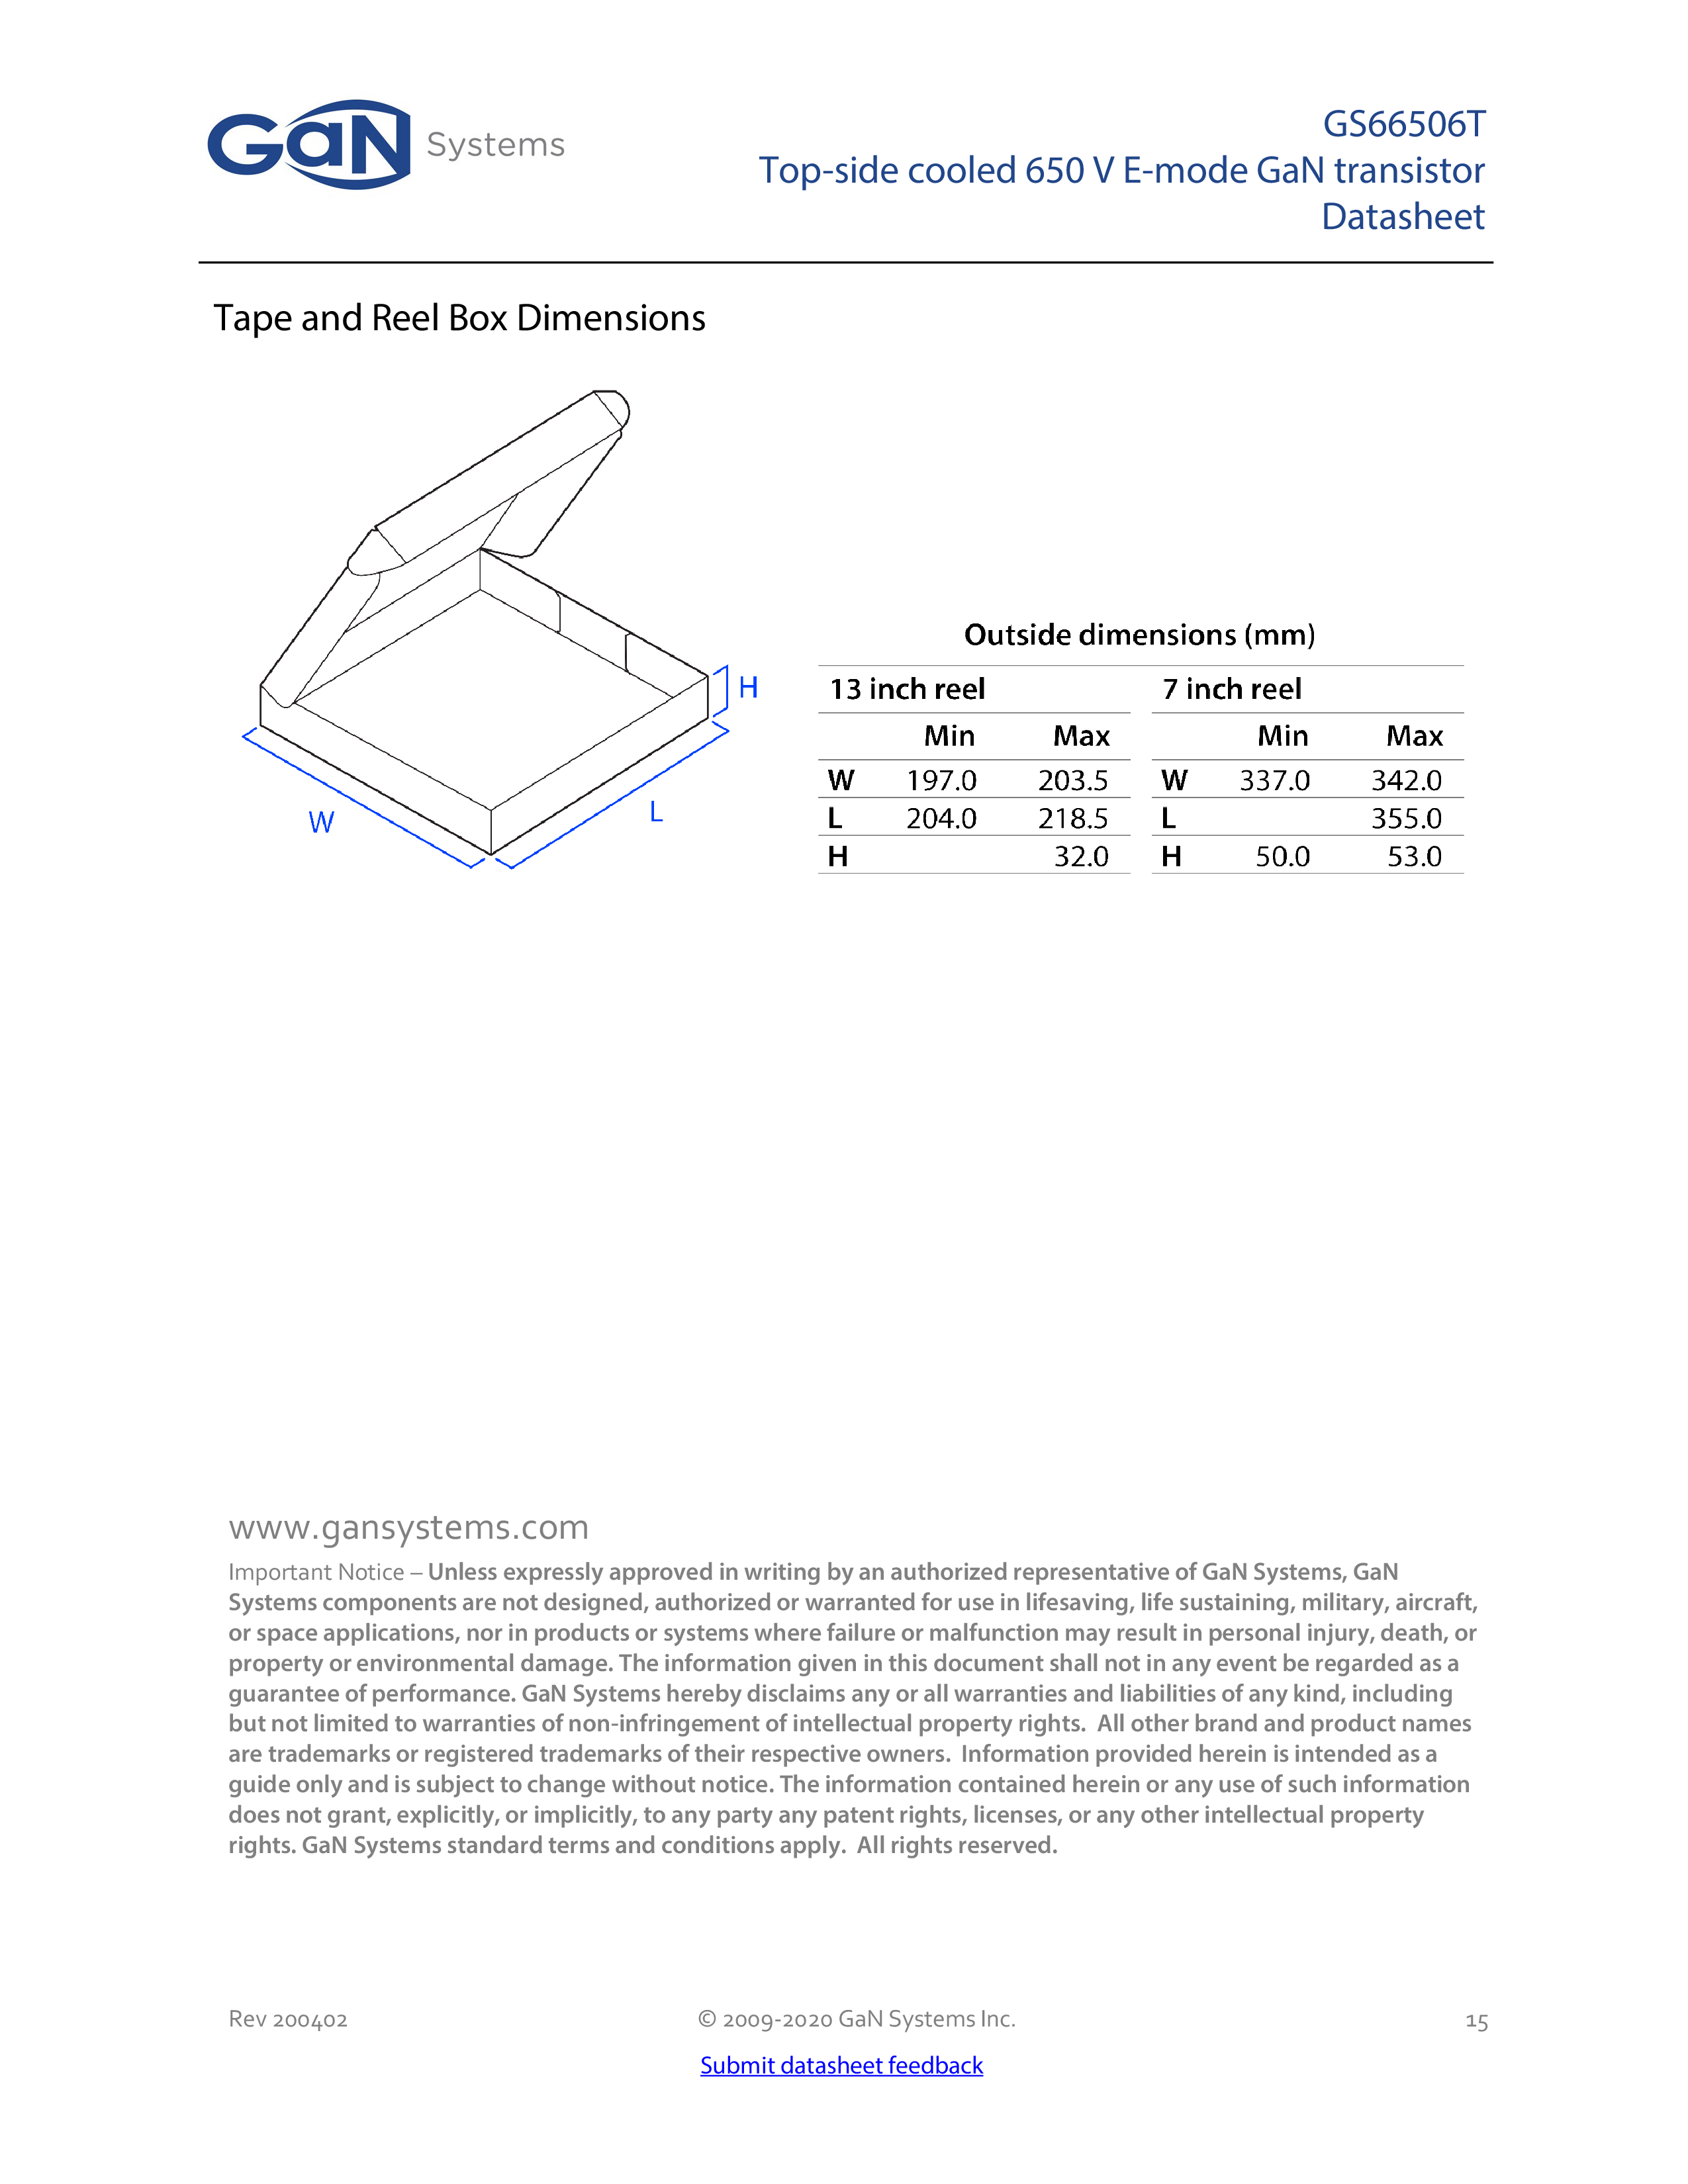 GaN Systems
GS66506T
Top-side cooled 650 V E-mode GaN transistor
Datasheet
Tape and Reel Box Dimensions
H
W
L
Outside dimensions (mm)
13 inch reel 7 inch reel
Min Max Min Max
W 197.0 203.5 W 337.0 342.0
L 204.0 218.5 L 355.0
H 32.0 H 50.0 53.0
www.gansystems.com
Important Notice – Unless expressly approved in writing by an authorized representative of GaN Systems, GaN
Systems components are not designed, authorized or warranted for use in lifesaving, life sustaining, military, aircraft,
or space applications, nor in products or systems where failure or malfunction may result in personal injury, death, or
property or environmental damage. The information given in this document shall not in any event be regarded as a
guarantee of performance. GaN Systems hereby disclaims any or all warranties and liabilities of any kind, including
but not limited to warranties of non-infringement of intellectual property rights.  All other brand and product names
are trademarks or registered trademarks of their respective owners.  Information provided herein is intended as a
guide only and is subject to change without notice. The information contained herein or any use of such information
does not grant, explicitly, or implicitly, to any party any patent rights, licenses, or any other intellectual property
rights. GaN Systems standard terms and conditions apply.  All rights reserved.
Rev 200402 © 2009-2020 GaN Systems Inc. 15
Submit datasheet feedback